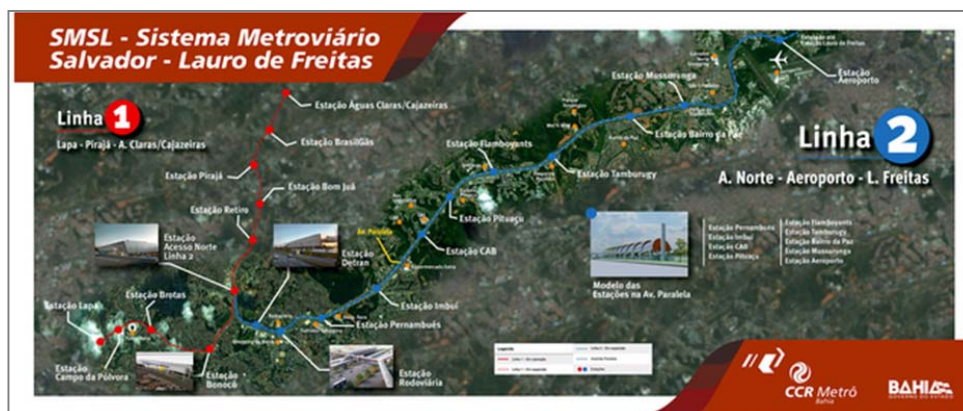 SMSL - Sistema Metroviário
Salvador - Lauro de Freitas
Linha 1
Lapa - Pirajá - A. Claras/Cajazeiras
Estação Águas Claras/Cajazeiras
Estação BrasilGás
Estação Pirajá
Estação Bom Juá
Estação Retiro
Estação
Acesso Norte
Linha 2
Estação
Detran
Estação Lapa
Estação Brotas
Estação
Campo da Pólvora
Estação
Bonocô
Estação
Rodoviária
Estação Pernambués
Estação Imbuí
Av. Paralela
Estação CAB
Estação Pituaçu
Estação Flamboyants
Estação Tamburugy
Estação Bairro da Paz
Estação Mussurunga
Estação
Aeroporto
Linha 2
A. Norte - Aeroporto - L. Freitas
Modelo das
Estações na Av. Paralela
Estação Pernambués
Estação Imbuí
Estação CAB
Estação Pituaçu
Estação Flamboyants
Estação Tamburugy
Estação Bairro da Paz
Estação Mussurunga
Estação Aeroporto
Legenda
CCR Metrô
Bahia
BAHIA
GOVERNO DO ESTADO